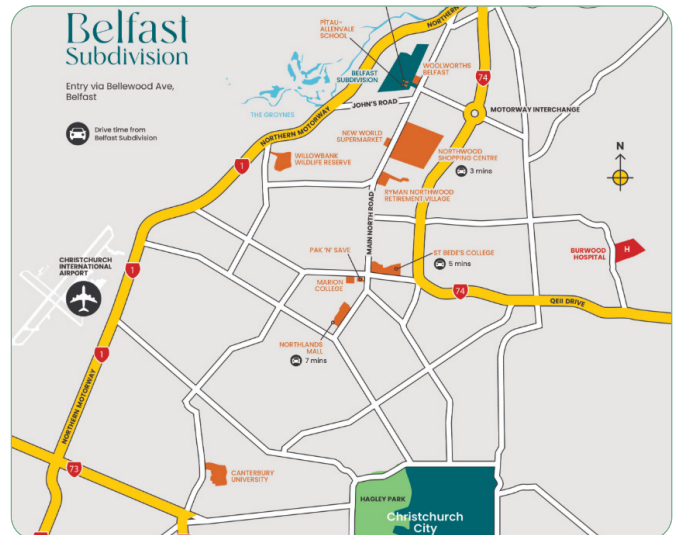 Belfast
Subdivision
Entry via Bellewood Ave,
Belfast
Drive time from
Belfast Subdivision
PĪTAU-
ALLENVALE
SCHOOL
NORTHERN
BELFAST
SUBDIVISION
WOOLWORTHS
BELFAST
74
THE GROYNES
JOHN'S ROAD
MOTORWAY INTERCHANGE
NORTHERN MOTORWAY
NEW WORLD
SUPERMARKET
NORTHWOOD
SHOPPING CENTRE
3 mins
WILLOWBANK
WILDLIFE RESERVE
1
RYMAN NORTHWOOD
RETIREMENT VILLAGE
N
MAIN NORTH ROAD
CHRISTCHURCH
INTERNATIONAL
AIRPORT
1
PAK 'N' SAVE
ST BEDE'S COLLEGE
5 mins
BURWOOD
HOSPITAL
H
MARION
COLLEGE
74
QEII DRIVE
NORTHLANDS
MALL
7 mins
1
NORTHERN MOTORWAY
73
CANTERBURY
UNIVERSITY
HAGLEY PARK
Christchurch
City